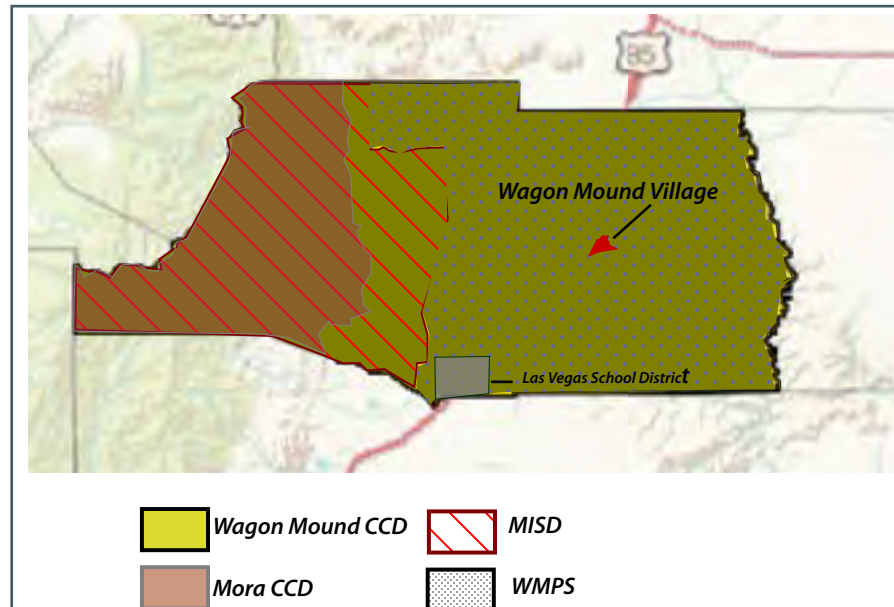 85
Wagon Mound Village
Las Vegas School District
Wagon Mound CCD
MISD
Mora CCD
WMPS